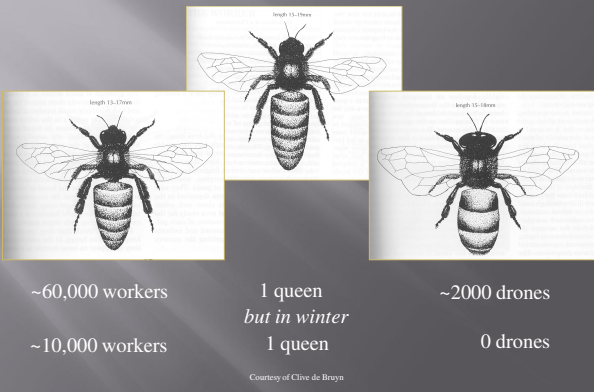 length 15–19mm
length 13–17mm
length 15–18mm
~60,000 workers
1 queen
~2000 drones
but in winter
~10,000 workers
1 queen
0 drones
Courtesy of Clive de Bruyn